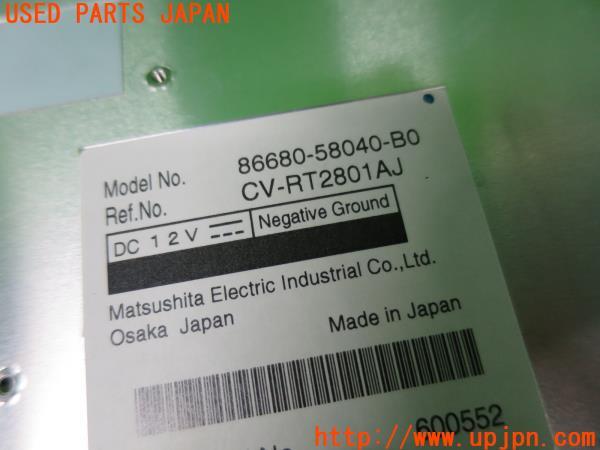 USED PARTS JAPAN
Model No. 86680-58040-B0
Ref.No. CV-RT2801AJ
DC 12V Negative Ground
Matsushita Electric Industrial Co.,Ltd.
Osaka Japan Made in Japan
600552
http://www.upjpn.com